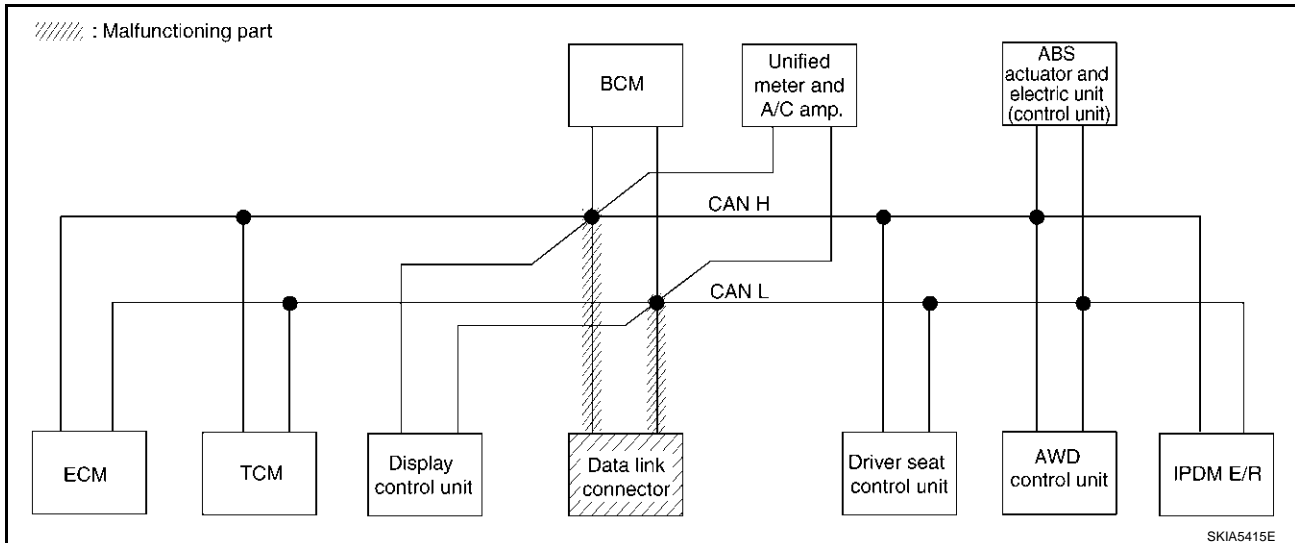 : Malfunctioning part
BCM
Unified
meter and
A/C amp.
ABS
actuator and
electric unit
(control unit)
CAN H
CAN L
ECM
TCM
Display
control unit
Data link
connector
Driver seat
control unit
AWD
control unit
IPDM E/R
SKIA5415E